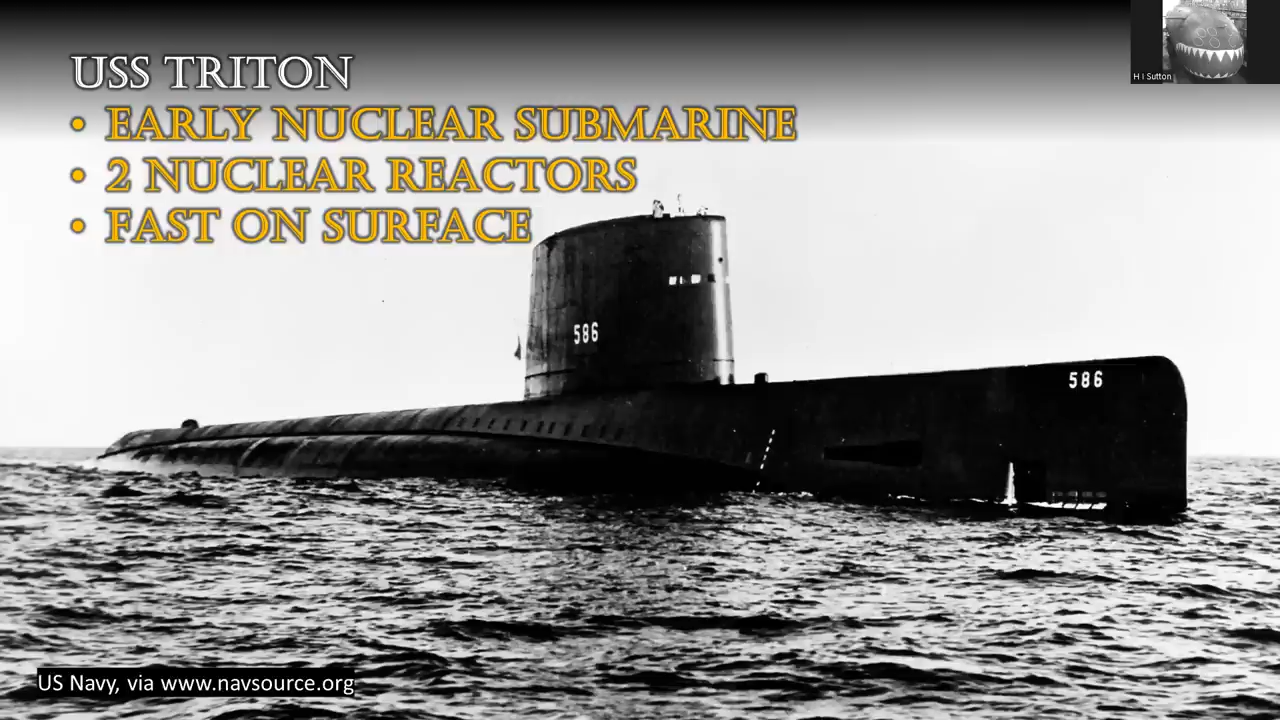 USS TRITON
• EARLY NUCLEAR SUBMARINE
• 2 NUCLEAR REACTORS
• FAST ON SURFACE
H I Sutton
586
586
US Navy, via www.navsource.org